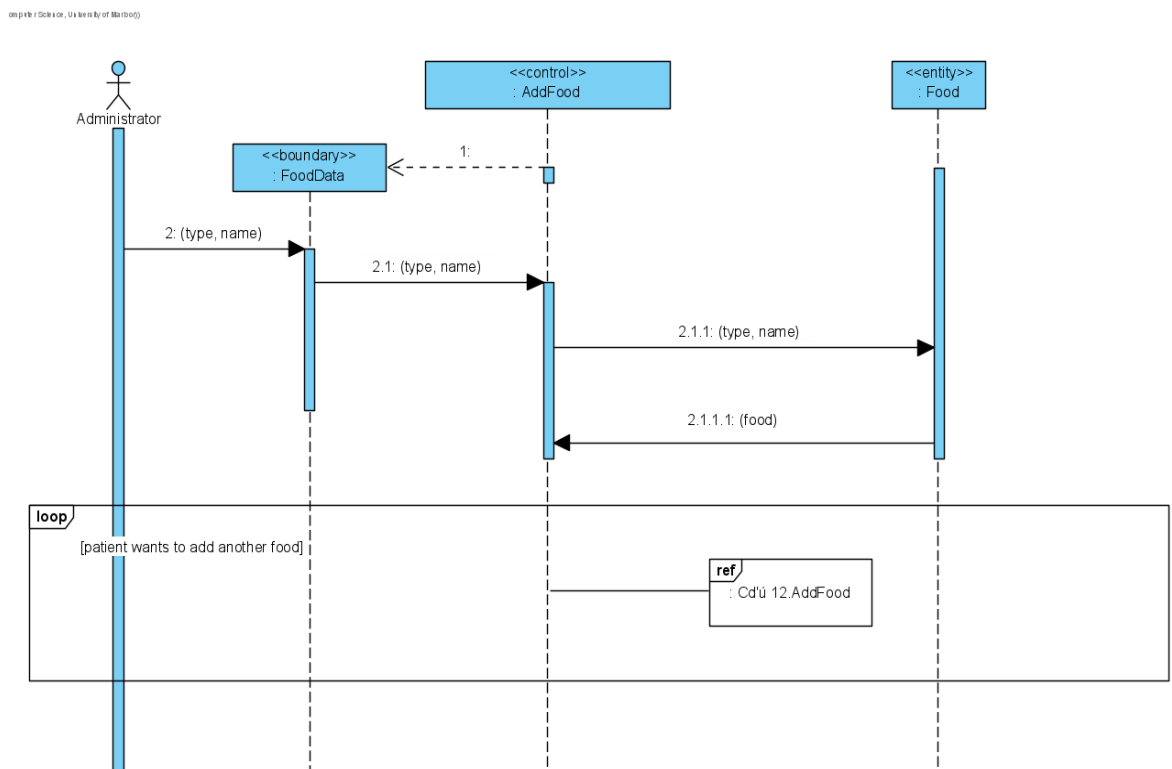 <<control>>
: AddFood
<<entity>>
: Food
Administrator
<<boundary>>
: FoodData
1:
2: (type, name)
2.1: (type, name)
2.1.1: (type, name)
2.1.1.1: (food)
loop
[patient wants to add another food]
ref
: Cd'ú 12.AddFood